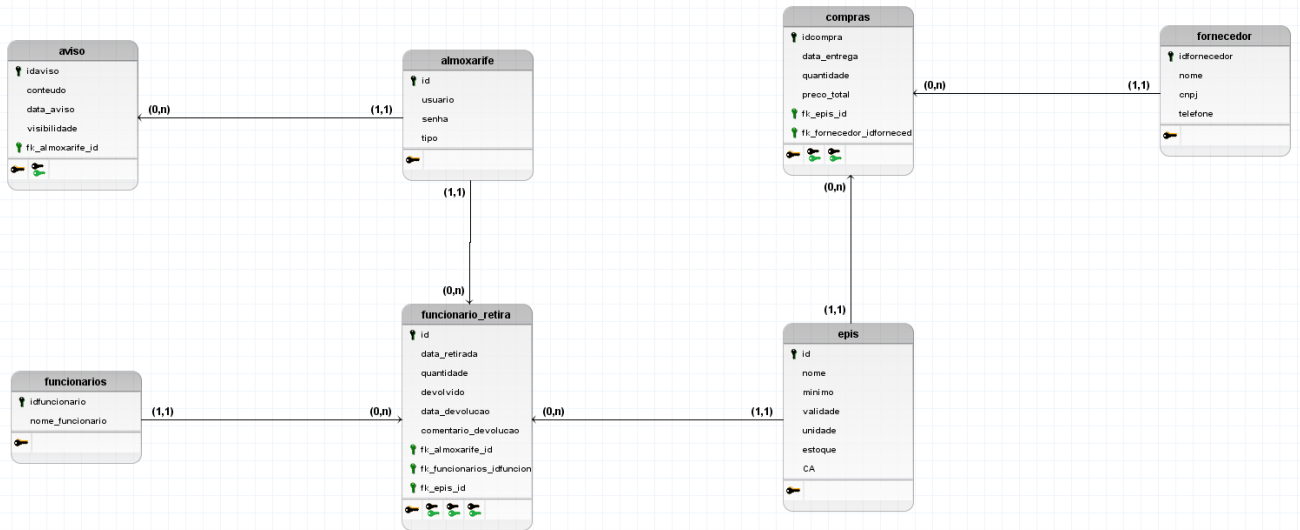 aviso
idaviso
conteudo
data_aviso
visibilidade
fk_almoxarife_id
(0,n)
(1,1)
almoxarife
id
usuario
senha
tipo
(1,1)
(0,n)
compras
idcompra
data_entrega
quantidade
preco_total
fk_epis_id
fk_fornecedor_idforneced
(0,n)
(1,1)
fornecedor
idfornecedor
nome
cnpj
telefone
(0,n)
(1,1)
funcionarios
idfuncionario
nome_funcionario
(1,1)
(0,n)
funcionario_retira
id
data_retirada
quantidade
devolvido
data_devolucao
comentario_devolucao
fk_almoxarife_id
fk_funcionarios_idfuncion
fk_epis_id
(0,n)
(1,1)
epis
id
nome
minimo
validade
unidade
estoque
CA